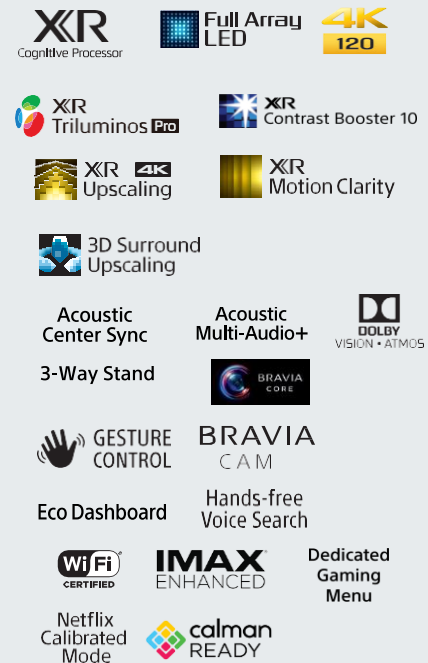 XR
Cognitive Processor
Full Array
LED
4K
120
XR
Triluminos Pro
XR
Contrast Booster 10
XR 4K
Upscaling
XR
Motion Clarity
3D Surround
Upscaling
Acoustic
Center Sync
Acoustic
Multi-Audio+
DOLBY
VISION • ATMOS
3-Way Stand
BRAVIA
CORE
GESTURE
CONTROL
BRAVIA
CAM
Eco Dashboard
Hands-free
Voice Search
Wi Fi
CERTIFIED
IMAX
ENHANCED
Dedicated
Gaming
Menu
Netflix
Calibrated
Mode
calman
READY